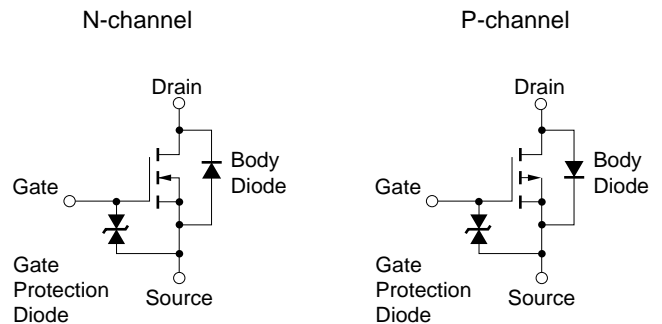 N-channel
Drain
Body
Diode
Gate
Gate
Protection
Diode
Source
P-channel
Drain
Body
Diode
Gate
Gate
Protection
Diode
Source